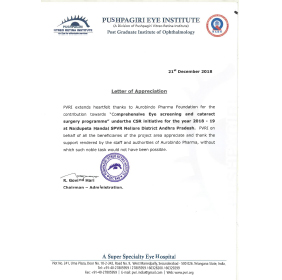 PUSHPAGIRI EYE INSTITUTE
(A Division of Pushpagiri Vitreo Retina Institute)
Post Graduate Institute of Ophthalmology
21st December 2018
Letter of Appreciation
PVRI extends heartfelt thanks to Aurobindo Pharma Foundation for the
contribution towards "Comprehensive Eye screening and cataract
surgery programme" under the CSR initiative for the year 2018 - 19
at Naidupeta Mandal SPVR Nellore District Andhra Pradesh. PVRI on
behalf of all the beneficiaries of the project area appreciate and thank the
support rendered by the staff and authorities of Aurobindo Pharma, without
which such noble task would not have been possible.
Hari
Chairman – Administration.
A Super Specialty Eye Hospital